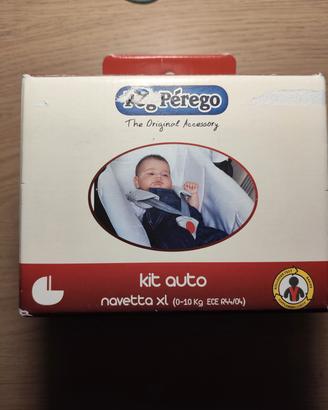 Pérego
The Original Accessory
kit auto
navetta xl (0-10 Kg ECE R44/04)